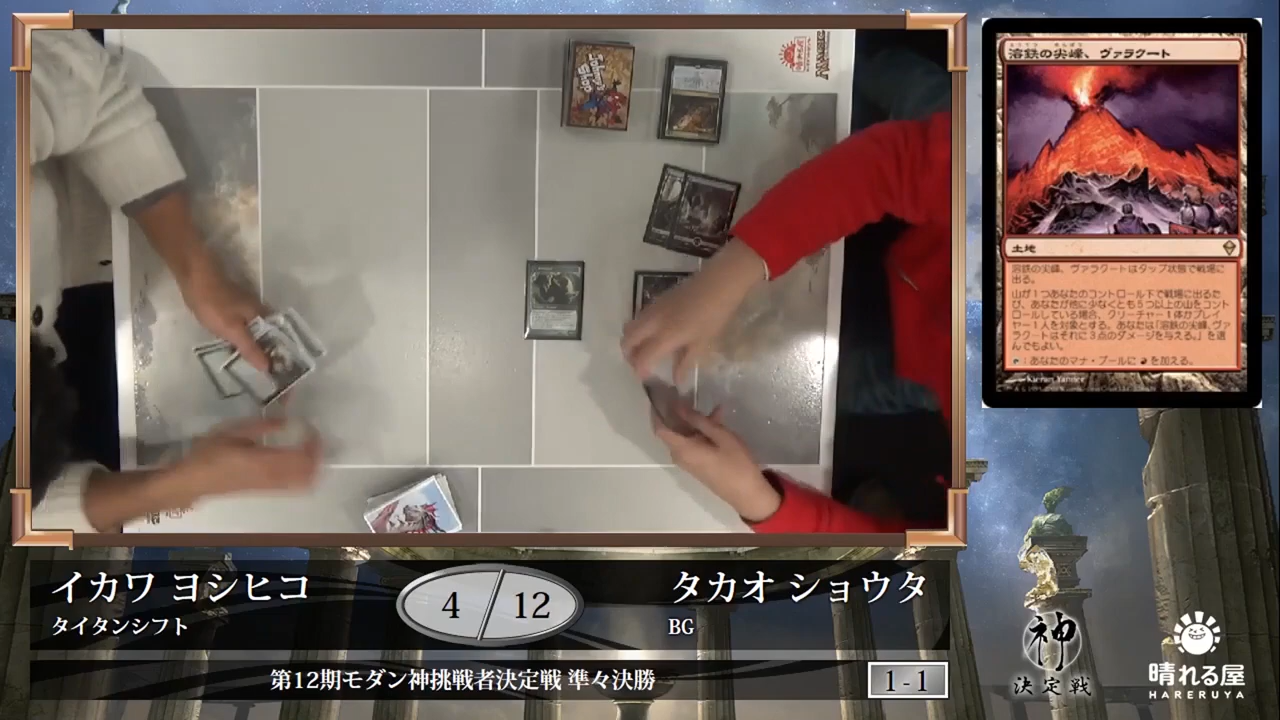 溶鉄の尖峰、ヴァラクート
土地
溶鉄の尖峰、ヴァラクートはタップ状態で戦場に
出る。
山が1つあなたのコントロール下で戦場に出るた
び、あなたが他に少なくとも5つ以上の山をコント
ロールしている場合、クリーチャー1体かプレイ
ヤー1人を対象とする。あなたは「溶鉄の尖峰、ヴァ
ラクートはそれに3点のダメージを与える。」を選
んでもよい。
:あなたのマナ・プールに を加える。
Kieran Yanner
イカワ ヨシヒコ
タイタンシフト
4 / 12
タカオ ショウタ
BG
第12期モダン神挑戦者決定戦 準々決勝
1-1
神
決定戦
晴れる屋
HARERUYA